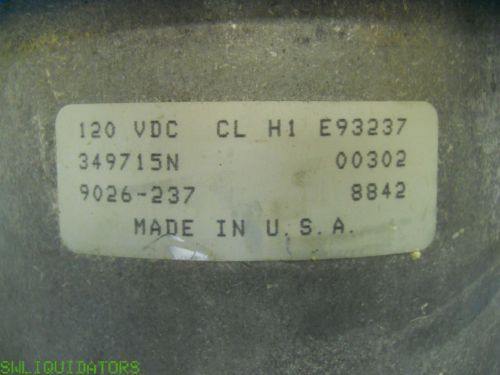 120 VDC CL H1 E93237
349715N 00302
9026-237 8842
MADE IN U.S.A.
SWLIQUIDATORS